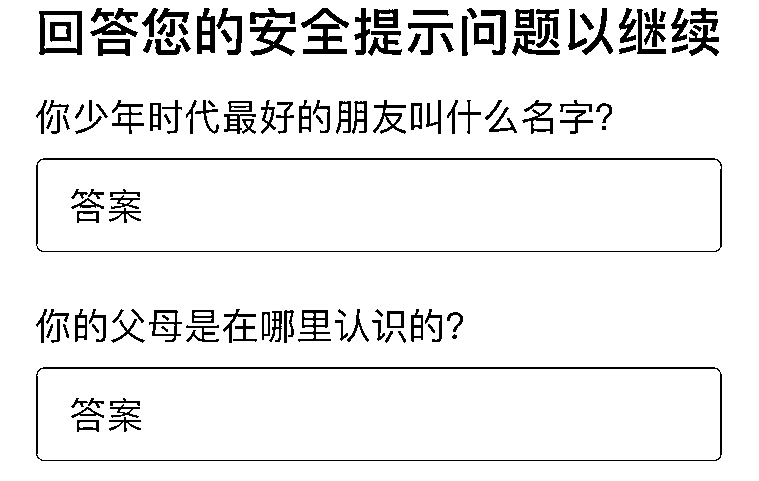 回答您的安全提示问题以继续
你少年时代最好的朋友叫什么名字?
答案
你的父母是在哪里认识的?
答案